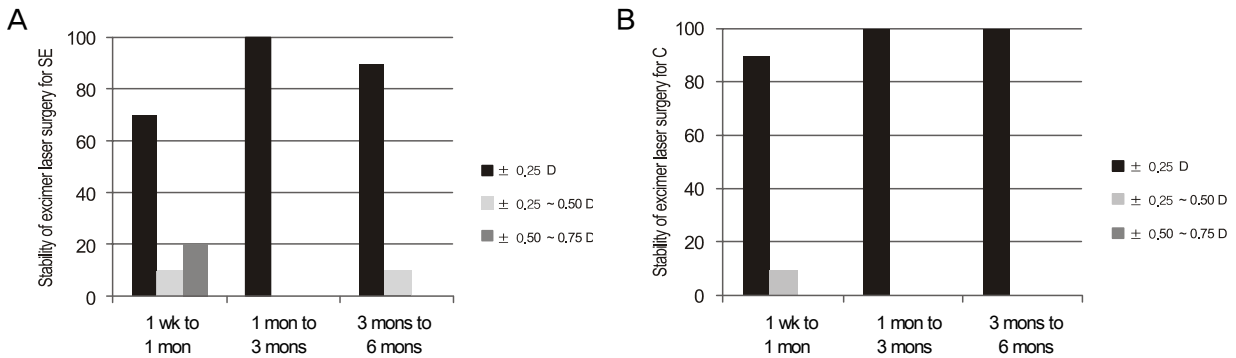 A
Stability of excimer laser surgery for SE
100
80
60
40
20
0
1 wk to
1 mon
1 mon to
3 mons
3 mons to
6 mons
± 0.25 D
± 0.25 ~ 0.50 D
± 0.50 ~ 0.75 D
B
Stability of excimer laser surgery for C
100
80
60
40
20
0
1 wk to
1 mon
1 mon to
3 mons
3 mons to
6 mons
± 0.25 D
± 0.25 ~ 0.50 D
± 0.50 ~ 0.75 D